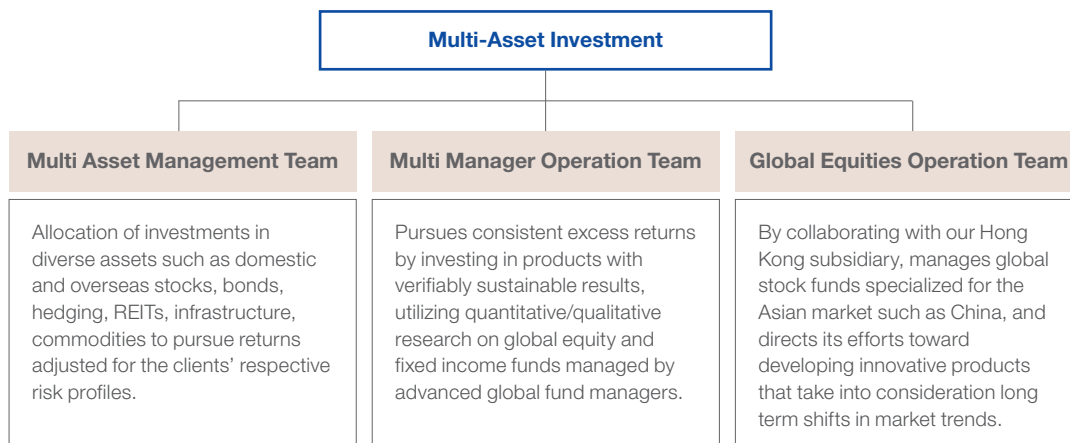 Multi-Asset Investment
Multi Asset Management Team
Allocation of investments in
diverse assets such as domestic
and overseas stocks, bonds,
hedging, REITs, infrastructure,
commodities to pursue returns
adjusted for the clients' respective
risk profiles.
Multi Manager Operation Team
Pursues consistent excess returns
by investing in products with
verifiably sustainable results,
utilizing quantitative/qualitative
research on global equity and
fixed income funds managed by
advanced global fund managers.
Global Equities Operation Team
By collaborating with our Hong
Kong subsidiary, manages global
stock funds specialized for the
Asian market such as China, and
directs its efforts toward
developing innovative products
that take into consideration long
term shifts in market trends.